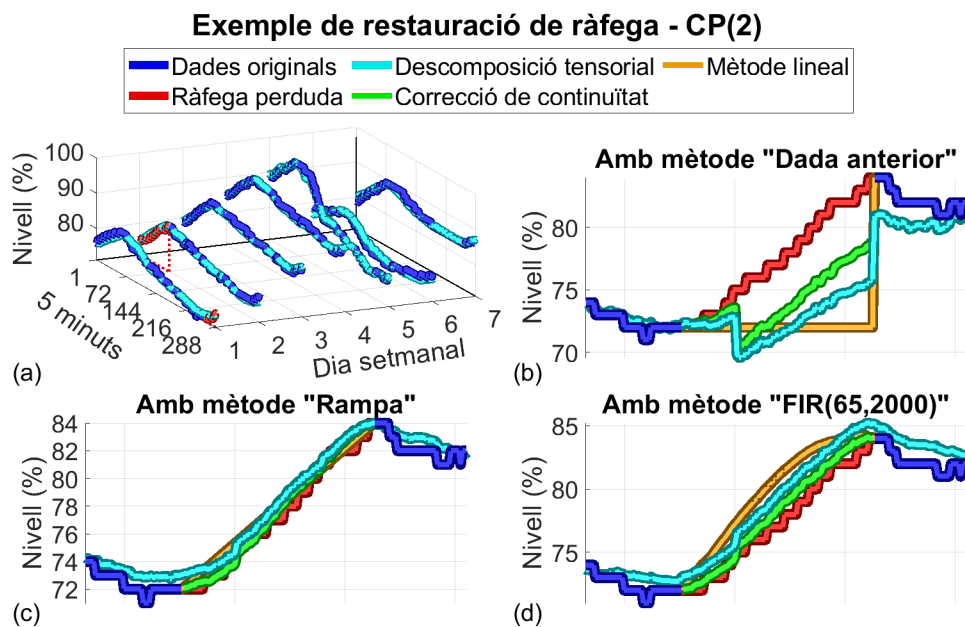 Exemple de restauració de ràfega - CP(2)
Dades originals
Descomposició tensorial
Mètode lineal
Ràfega perduda
Correcció de continuïtat
100
90
80
Nivell (%)
1
72
144
216
288
5 minuts
1
2
3
4
5
6
7
Dia setmanal
(a)
Amb mètode "Dada anterior"
80
75
70
Nivell (%)
(b)
Amb mètode "Rampa"
84
82
80
78
76
74
72
Nivell (%)
(c)
Amb mètode "FIR(65,2000)"
85
80
75
Nivell (%)
(d)